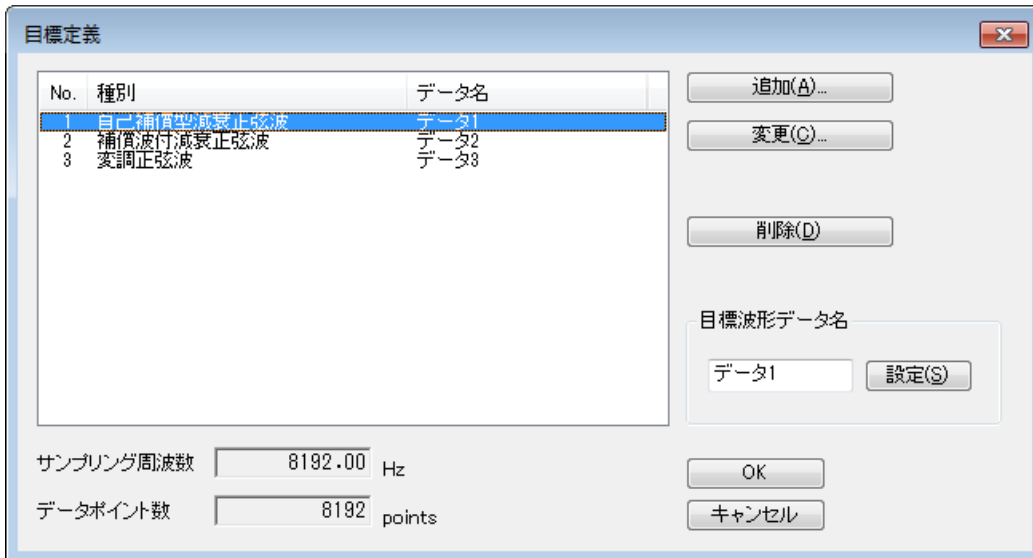 目標定義
No. 種別 データ名
1 自己補償型減衰正弦波 データ1
2 補償波付減衰正弦波 データ2
3 変調正弦波 データ3
追加(A)...
変更(C)...
削除(D)
目標波形データ名
データ1 設定(S)
サンプリング周波数 8192.00 Hz
データポイント数 8192 points
OK
キャンセル